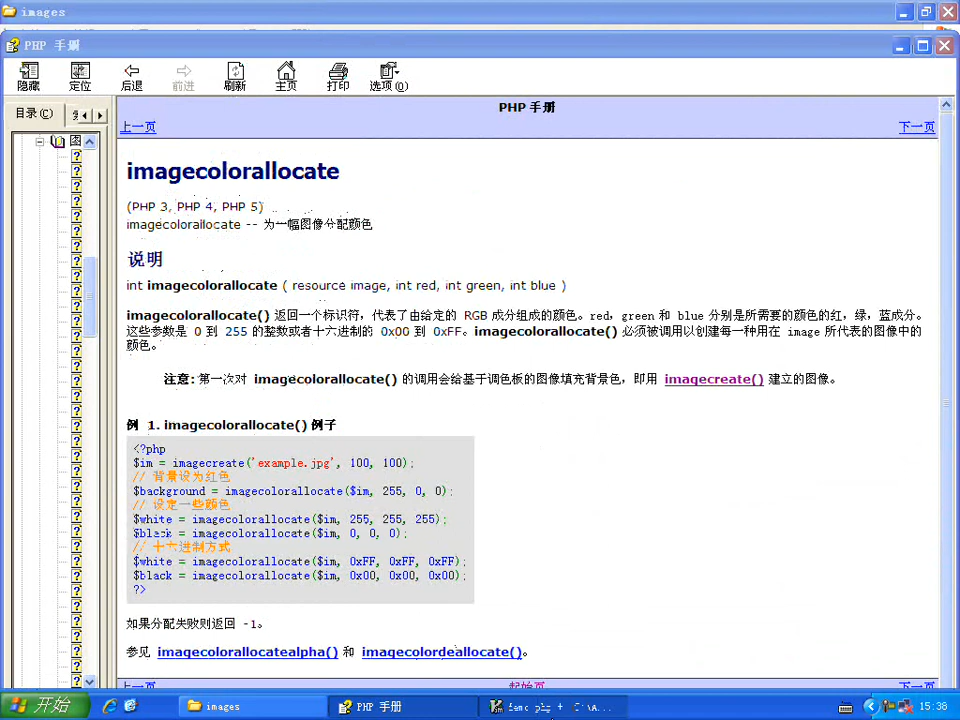 images
PHP 手册
隐藏 定位 后退 前进 刷新 主页 打印 选项(O)
目录(C)
图
PHP 手册
上一页 下一页
imagecolorallocate
(PHP 3, PHP 4, PHP 5)
imagecolorallocate -- 为一幅图像分配颜色
说明
int imagecolorallocate ( resource image, int red, int green, int blue )
imagecolorallocate() 返回一个标识符，代表了由给定的 RGB 成分组成的颜色。red，green 和 blue 分别是所需要的颜色的红，绿，蓝成分。
这些参数是 0 到 255 的整数或者十六进制的 0x00 到 0xFF。imagecolorallocate() 必须被调用以创建每一种用在 image 所代表的图像中的
颜色。
注意: 第一次对 imagecolorallocate() 的调用会给基于调色板的图像填充背景色，即用 imagecreate() 建立的图像。
例 1. imagecolorallocate() 例子
<?php
$im = imagecreate('example.jpg', 100, 100);
// 背景设为红色
$background = imagecolorallocate($im, 255, 0, 0);
// 设定一些颜色
$white = imagecolorallocate($im, 255, 255, 255);
$black = imagecolorallocate($im, 0, 0, 0);
// 十六进制方式
$white = imagecolorallocate($im, 0xFF, 0xFF, 0xFF);
$black = imagecolorallocate($im, 0x00, 0x00, 0x00);
?>
如果分配失败则返回 -1。
参见 imagecolorallocatealpha() 和 imagecolordeallocate()。
上一页 起始页 下一页
开始 images PHP 手册 15:38